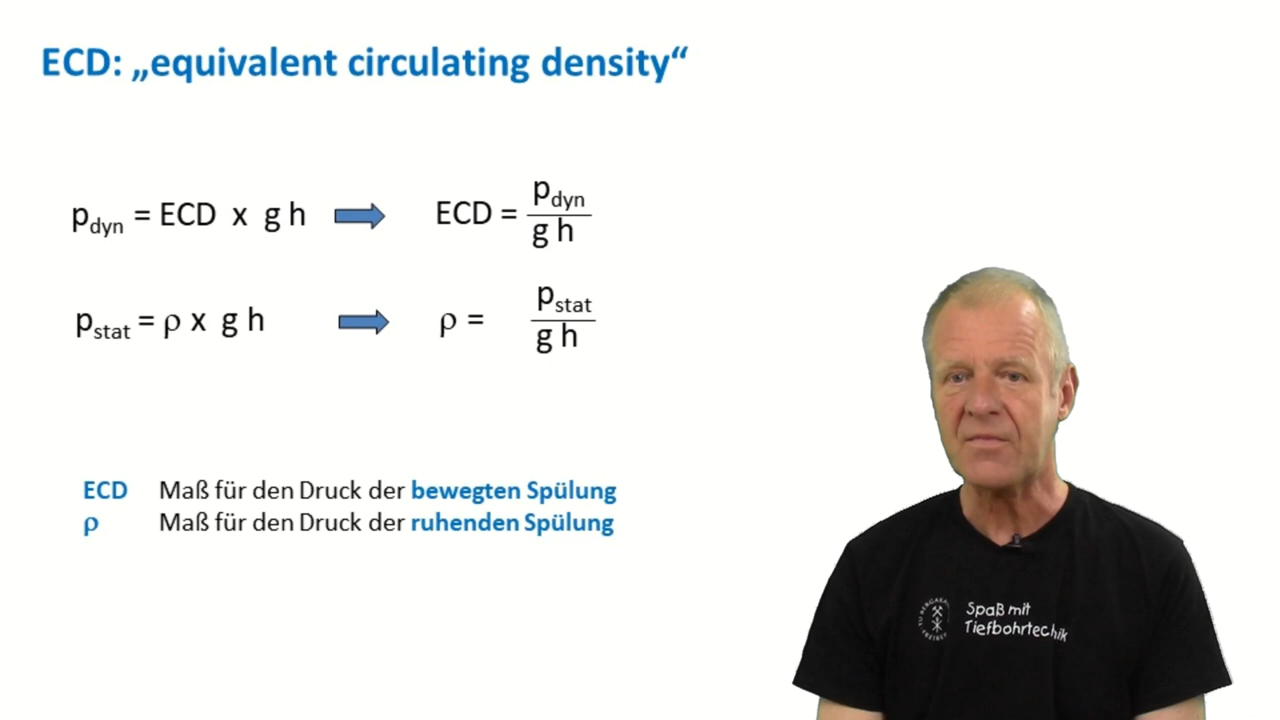 ECD: „equivalent circulating density“
p_dyn = ECD x g h ➡ ECD = p_dyn / g h
p_stat = ρ x g h ➡ ρ = p_stat / g h
ECD Maß für den Druck der bewegten Spülung
ρ Maß für den Druck der ruhenden Spülung
Spaß mit
Tiefbohrtechik